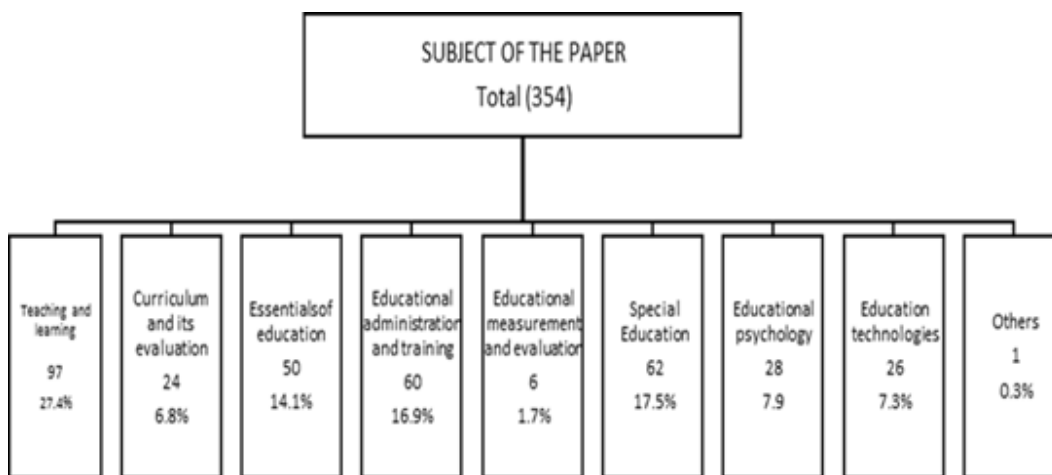 SUBJECT OF THE PAPER
Total (354)
Teaching and
learning
97
27.4%
Curriculum
and its
evaluation
24
6.8%
Essentialsof
education
50
14.1%
Educational
administration
and training
60
16.9%
Educational
measurement
and evaluation
6
1.7%
Special
Education
62
17.5%
Educational
psychology
28
7.9
Education
technologies
26
7.3%
Others
1
0.3%